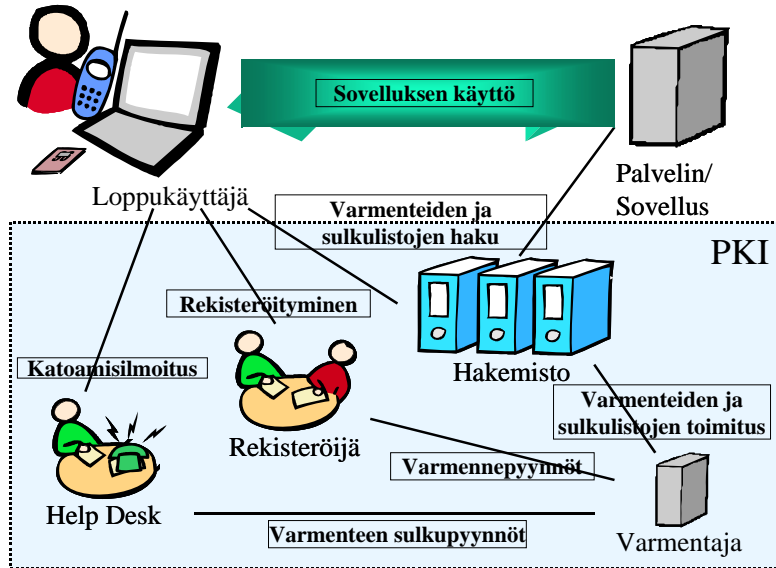 Sovelluksen käyttö
Loppukäyttäjä
Palvelin/
Sovellus
Varmenteiden ja
sulkulistojen haku
PKI
Rekisteröityminen
Katoamisilmoitus
Hakemisto
Varmenteiden ja
sulkulistojen toimitus
Rekisteröijä
Varmennepyynnöt
Help Desk
Varmenteen sulkupyynnöt
Varmentaja